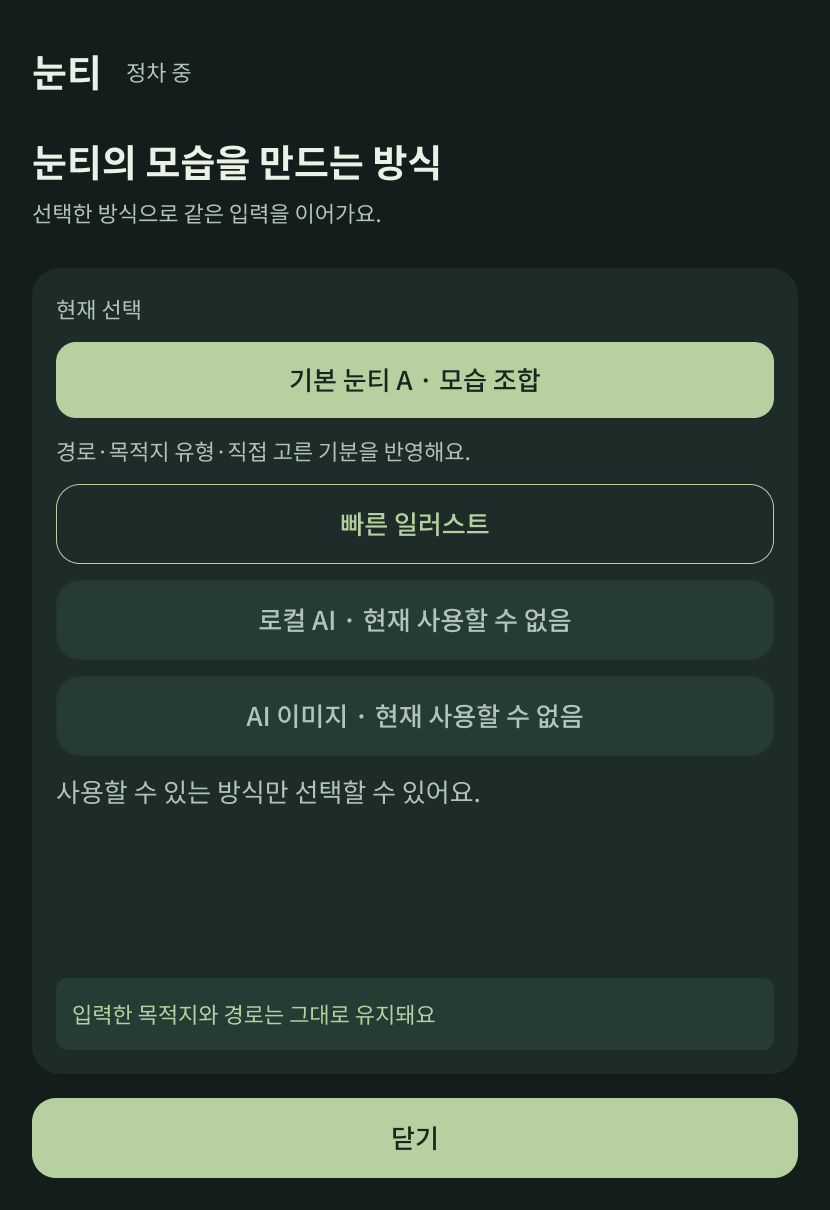 눈티 정차 중
눈티의 모습을 만드는 방식
선택한 방식으로 같은 입력을 이어가요.
현재 선택
기본 눈티 A · 모습 조합
경로·목적지 유형·직접 고른 기분을 반영해요.
빠른 일러스트
로컬 AI · 현재 사용할 수 없음
AI 이미지 · 현재 사용할 수 없음
사용할 수 있는 방식만 선택할 수 있어요.
입력한 목적지와 경로는 그대로 유지돼요
닫기